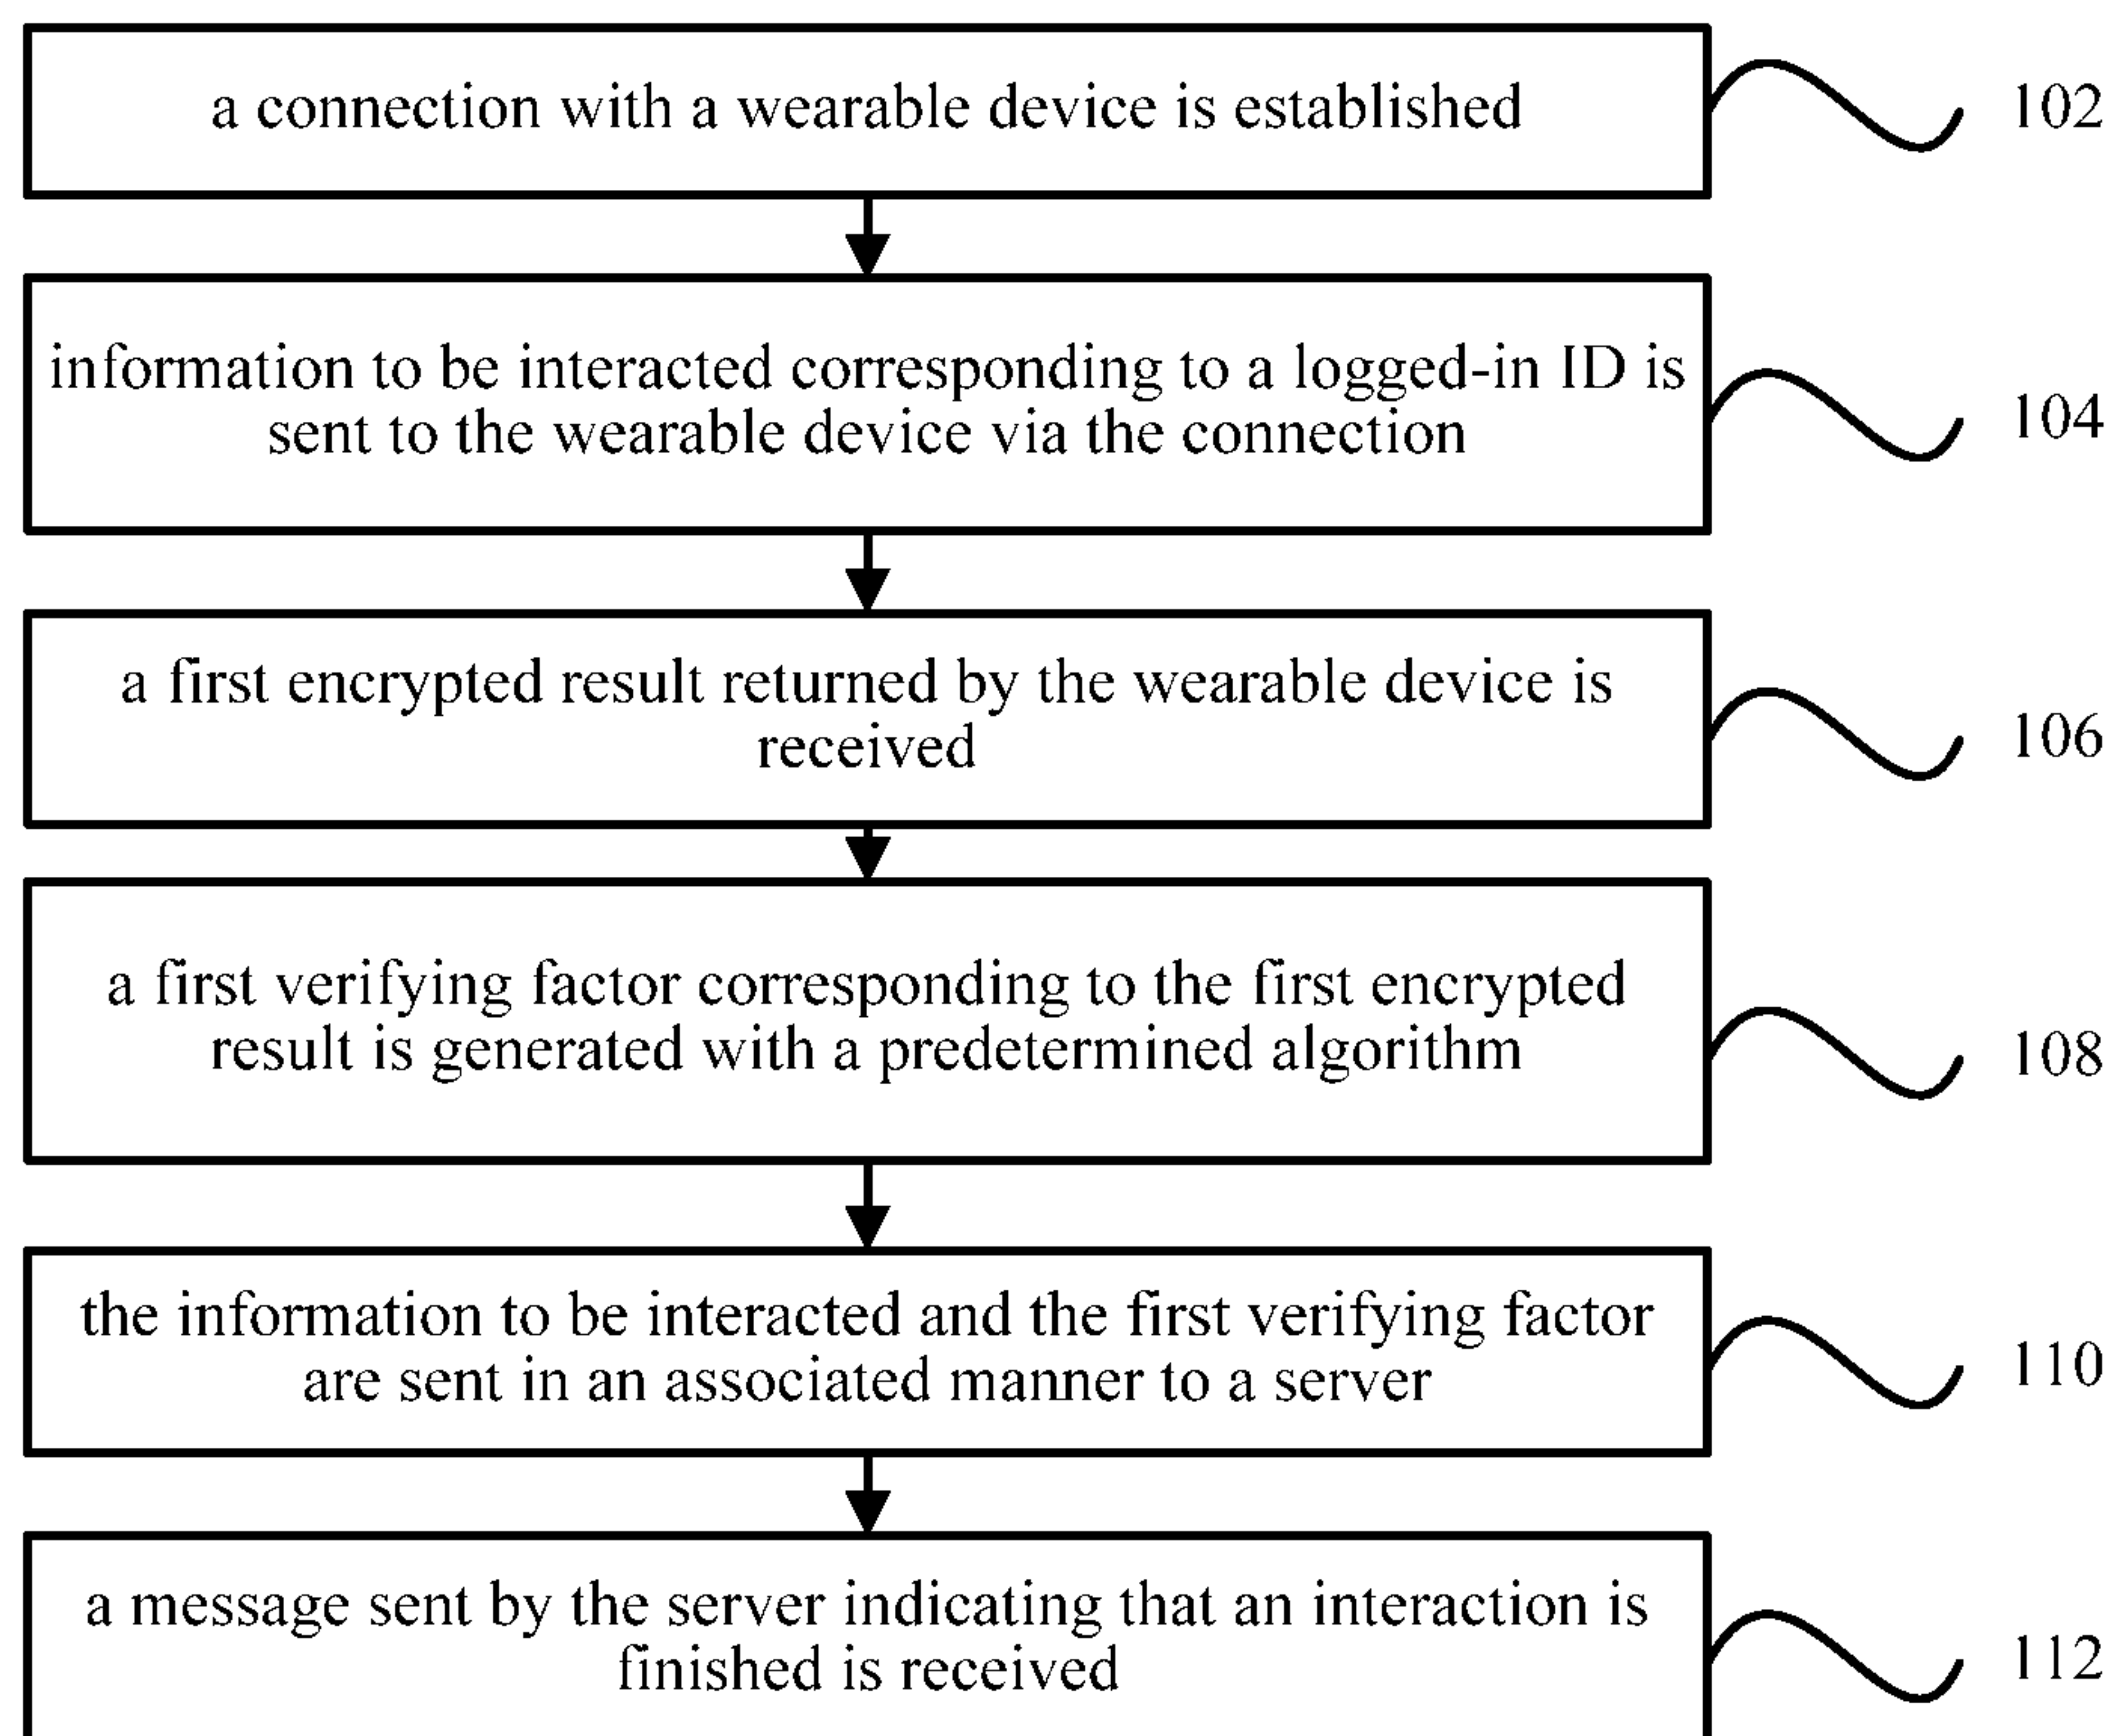 a connection with a wearable device is established
102
information to be interacted corresponding to a logged-in ID is
sent to the wearable device via the connection
104
a first encrypted result returned by the wearable device is
received
106
a first verifying factor corresponding to the first encrypted
result is generated with a predetermined algorithm
108
the information to be interacted and the first verifying factor
are sent in an associated manner to a server
110
a message sent by the server indicating that an interaction is
finished is received
112